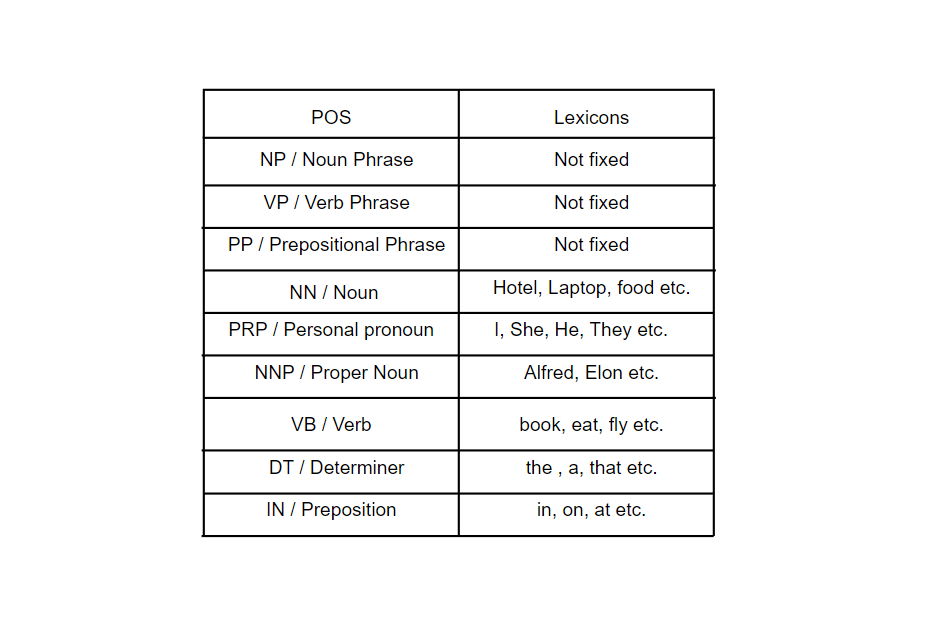 POS Lexicons
NP / Noun Phrase Not fixed
VP / Verb Phrase Not fixed
PP / Prepositional Phrase Not fixed
NN / Noun Hotel, Laptop, food etc.
PRP / Personal pronoun I, She, He, They etc.
NNP / Proper Noun Alfred, Elon etc.
VB / Verb book, eat, fly etc.
DT / Determiner the , a, that etc.
IN / Preposition in, on, at etc.